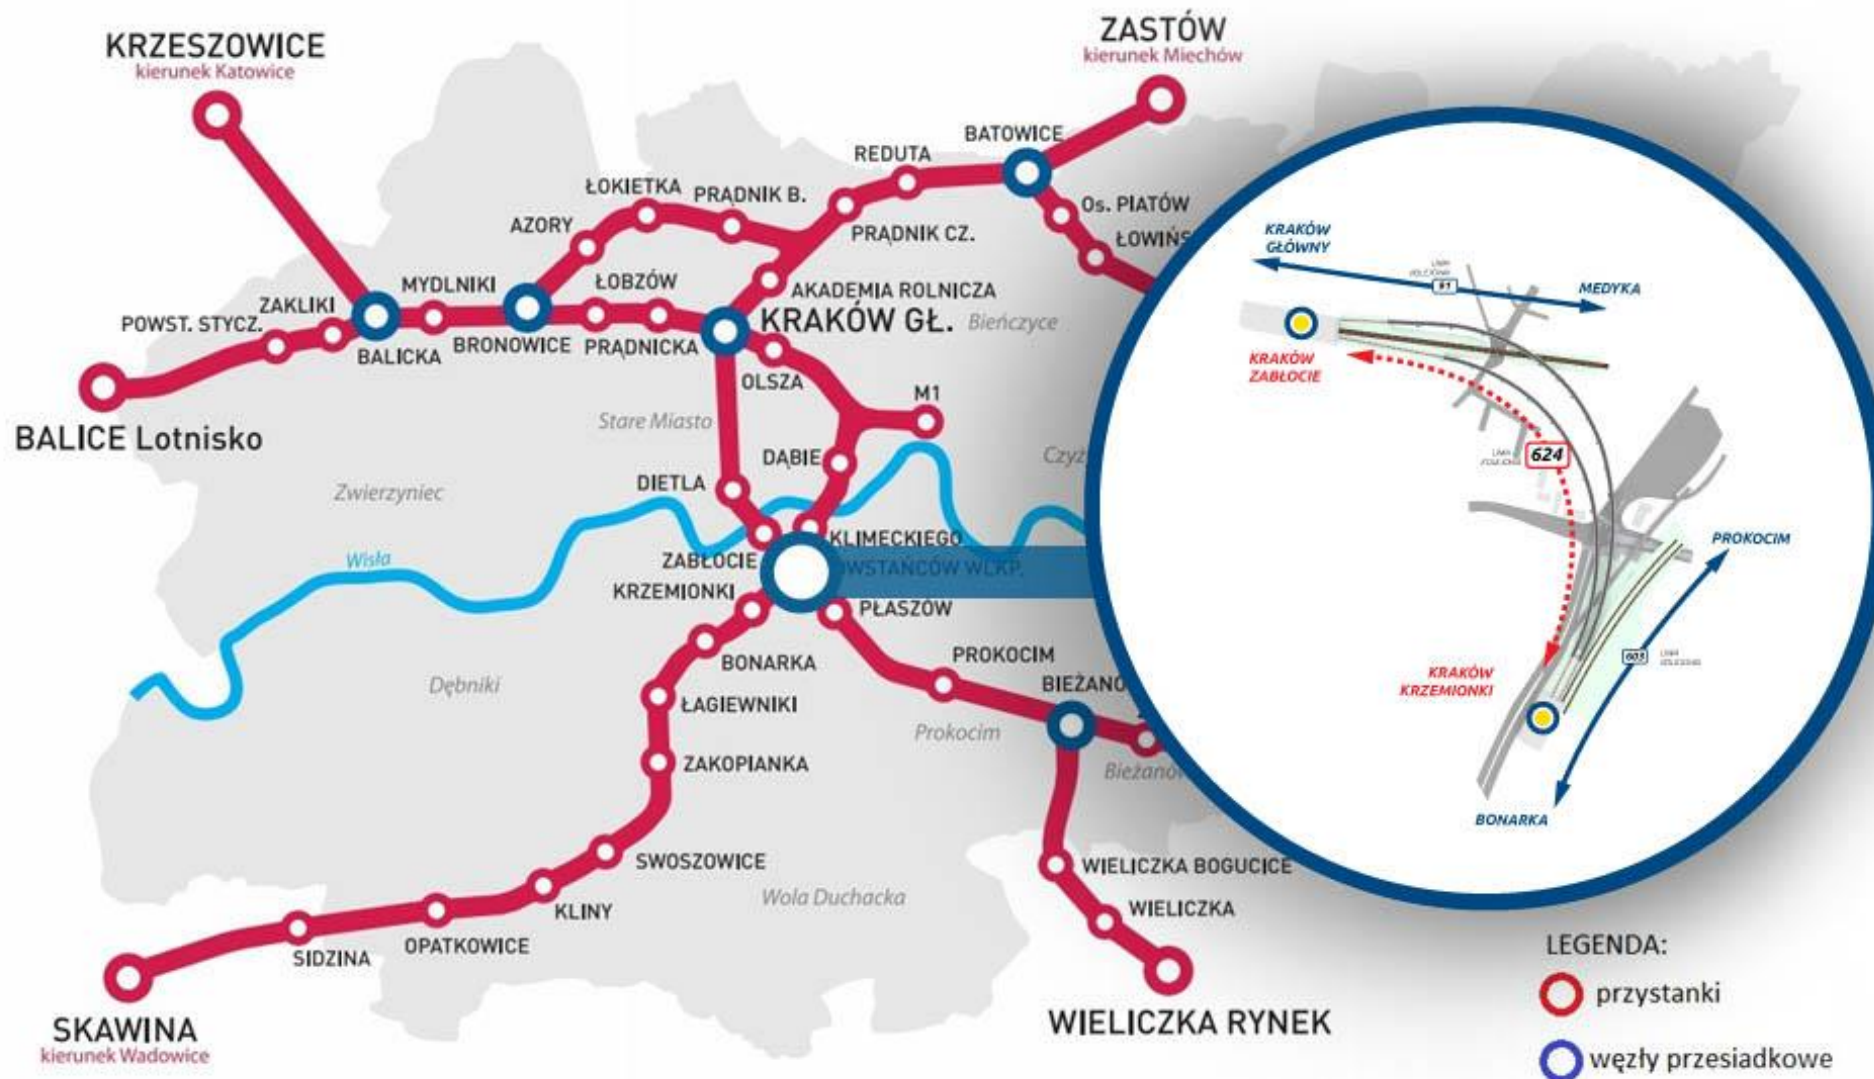 KRZESZOWICE
kierunek Katowice
ZASTÓW
kierunek Miechów
BATOWICE
REDUTA
ŁOKIETKA
PRĄDNIK B.
Os. PIATÓW
AZORY
PRĄDNIK CZ.
MYDLNIKI
ŁOBZÓW
AKADEMIA ROLNICZA
ZAKLIKI
POWST. STYCZ.
KRAKÓW GŁ.
Bieńczyce
BALICKA
BRONOWICE
PRĄDNICKA
OLSZA
M1
Stare Miasto
BALICE Lotnisko
DĄBIE
DIETLA
Zwierzyniec
KLIMECKIEGO
Wisła
ZABŁOCIE
WLKP.
KRZEMIONKI
PŁASZÓW
BONARKA
PROKOCIM
Dębniki
ŁAGIEWNIKI
Prokocim
ZAKOPIANKA
SWOSZOWICE
WIELICZKA BOGUCICE
Wola Duchacka
WIELICZKA
KLINY
OPATKOWICE
SIDZINA
SKAWINA
kierunek Wadowice
WIELICZKA RYNEK
KRAKÓW
GŁÓWNY
91
MEDYKA
KRAKÓW
ZABŁOCIE
624
PROKOCIM
603
KRAKÓW
KRZEMIONKI
BONARKA
LEGENDA:
przystanki
węzły przesiadkowe